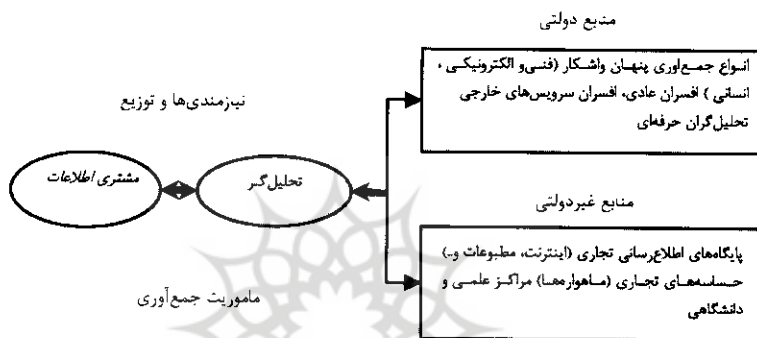 منابع دولتی
انواع جمع‌آوری پنهان واشکار (فنی‌و الکترونیکی ،
انسانی ) افسران عادی، افسران سرویس‌های خارجی
تحلیل‌گران حرفه‌ای
نیازمندی‌ها و توزیع
مشتری اطلاعات
تحلیل‌گر
منابع غیردولتی
پایگاه‌های اطلاع‌رسانی تجاری (اینترنت، مطبوعات و..)
حساسه‌های تجاری (ماهواره‌ها) مراکز علمی و
دانشگاهی
ماموریت جمع‌آوری